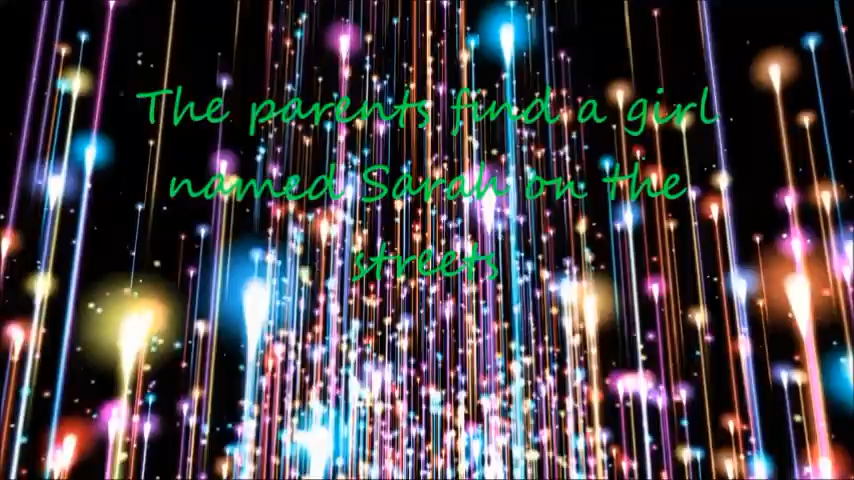 The parents find a girl
named Sarah on the
streets